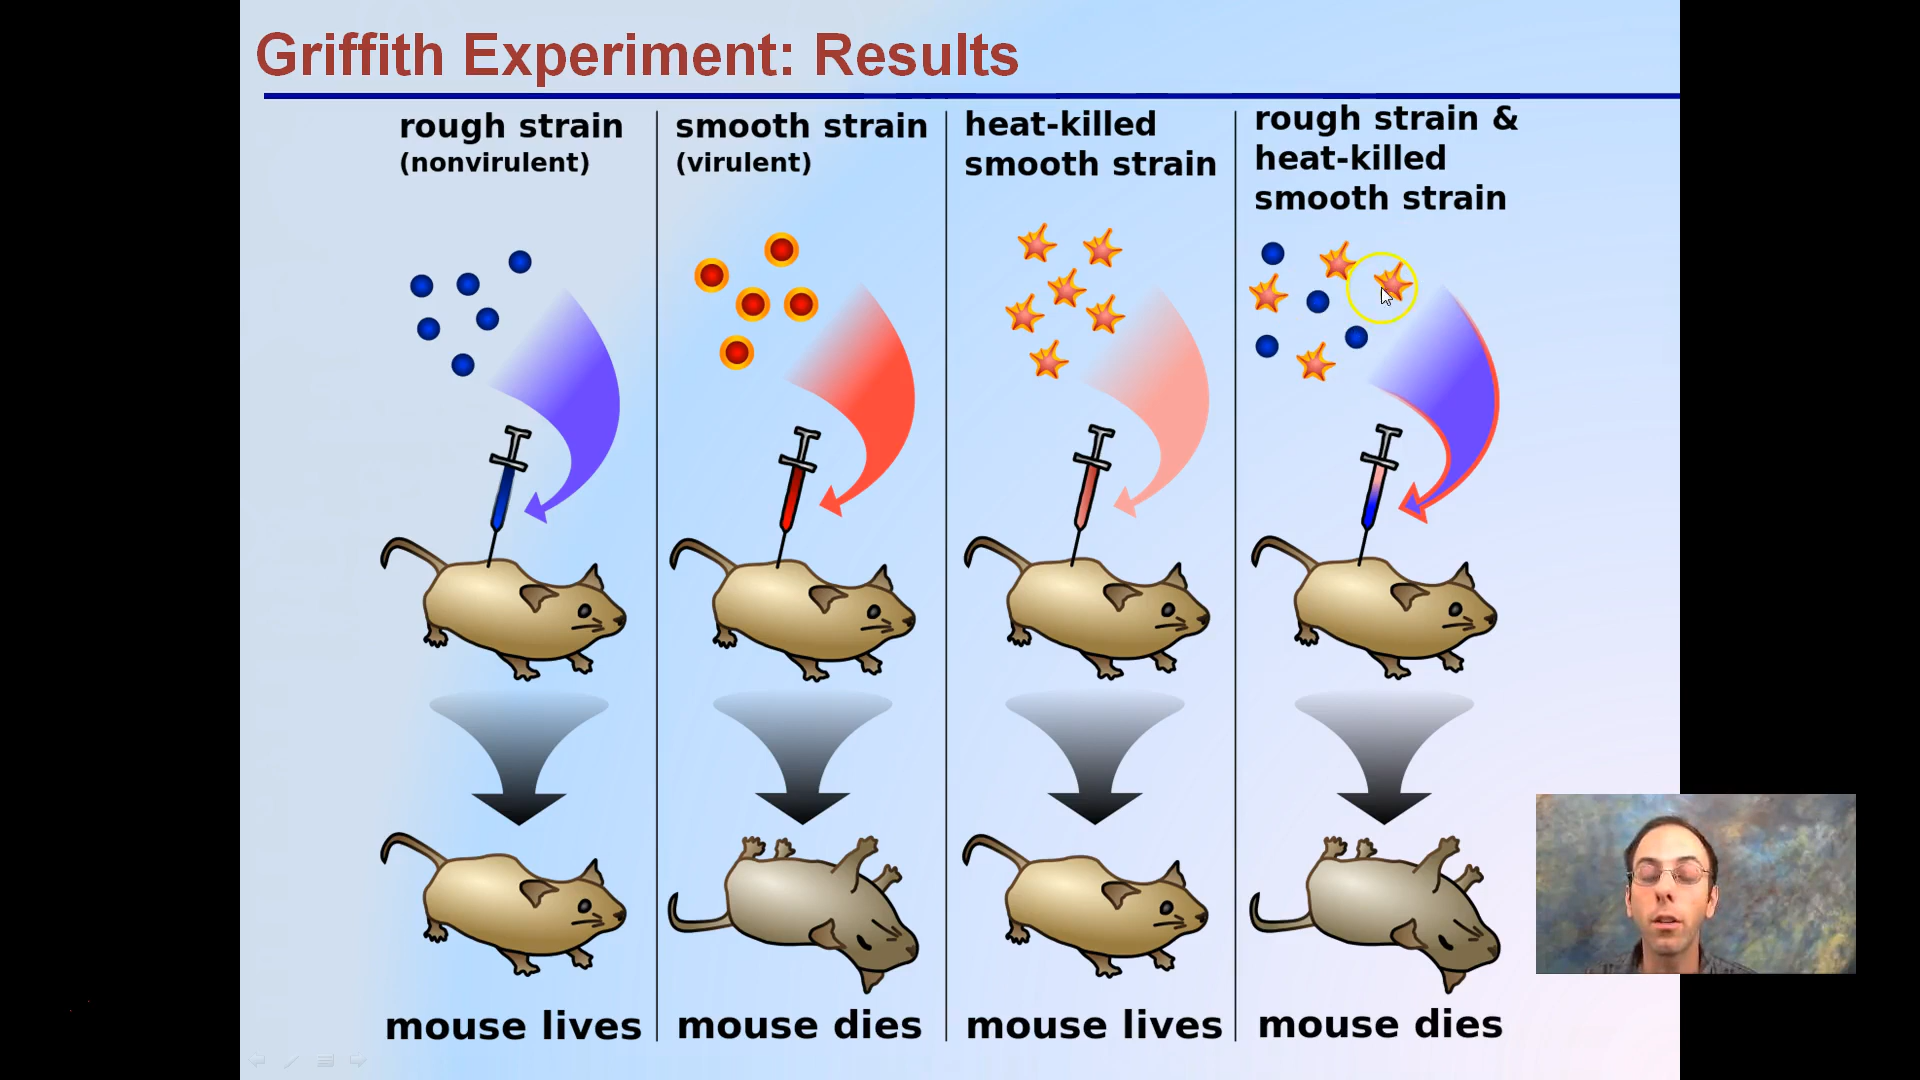 Griffith Experiment: Results
rough strain
(nonvirulent)
smooth strain
(virulent)
heat-killed
smooth strain
rough strain &
heat-killed
smooth strain
mouse lives
mouse dies
mouse lives
mouse dies